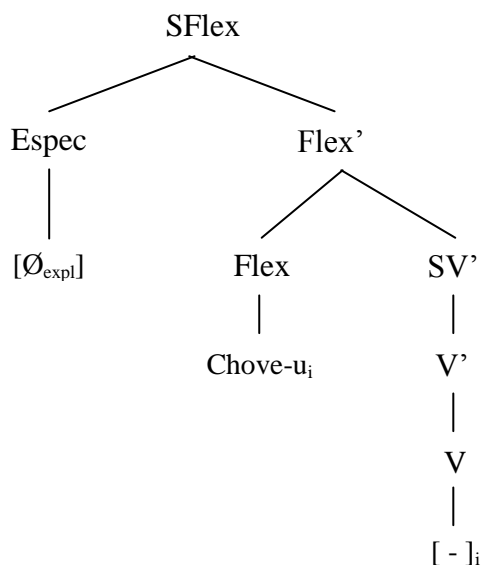 SFlex
Espec Flex’
[Øexpl] Flex SV’
Chove-ui V’
V
[ - ]i